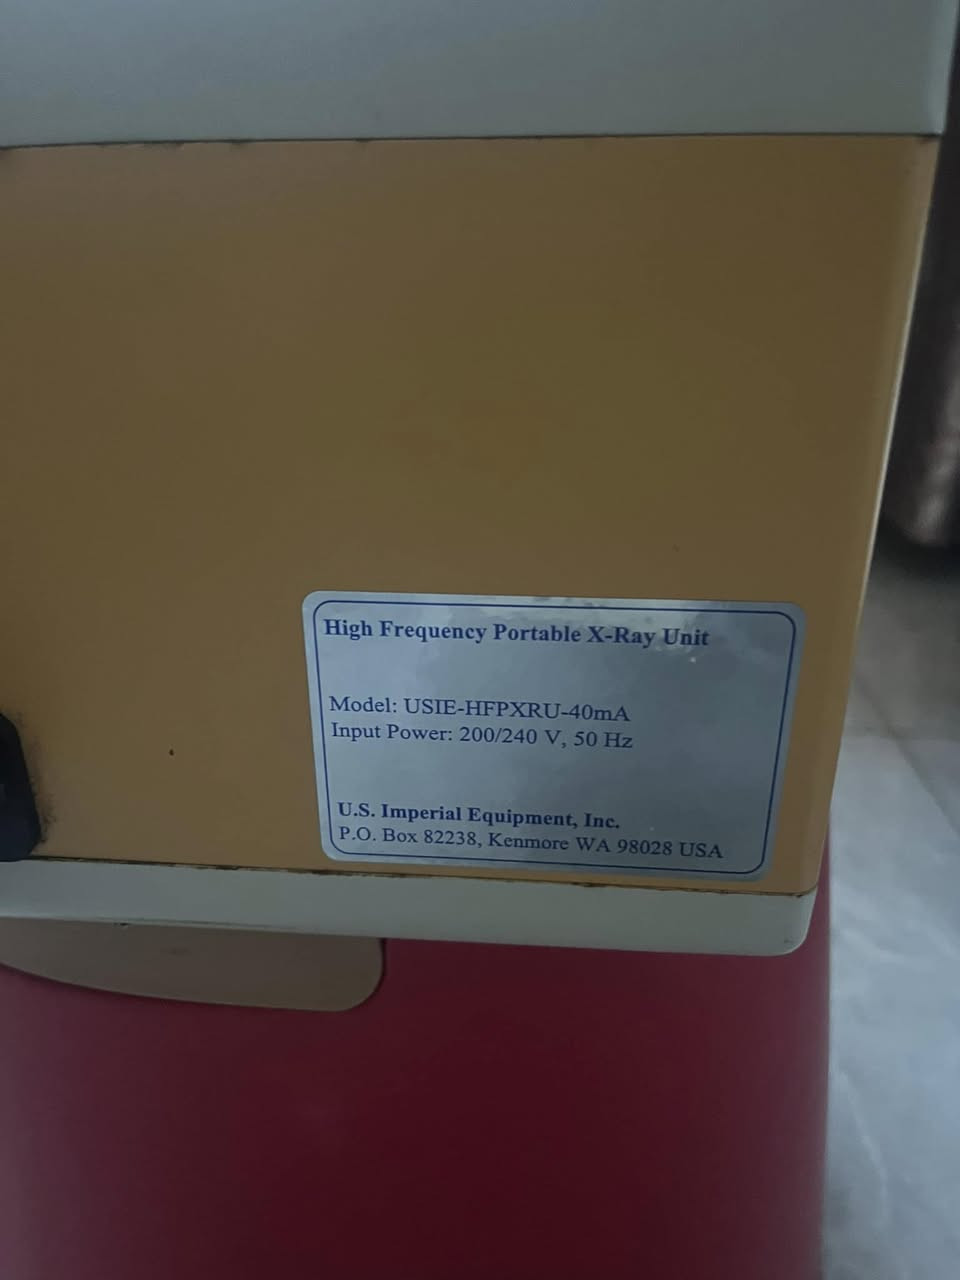 High Frequency Portable X-Ray Unit
Model: USIE-HFPXRU-40mA
Input Power: 200/240 V, 50 Hz
U.S. Imperial Equipment, Inc.
P.O. Box 82238, Kenmore WA 98028 USA